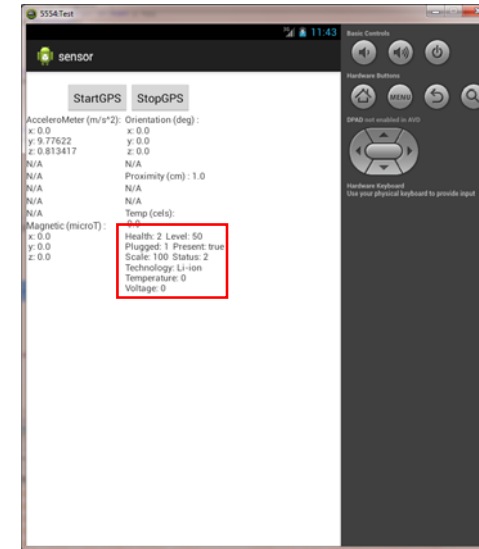 5554:Test
11:43
sensor
StartGPS StopGPS
AcceleroMeter (m/s^2): Orientation (deg) :
x: 0.0 x: 0.0
y: 9.77622 y: 0.0
z: 0.813417 z: 0.0
N/A N/A
N/A Proximity (cm) : 1.0
N/A N/A
N/A N/A
N/A Temp (cels):
Magnetic (microT) : 0.0
x: 0.0 Health: 2 Level: 50
y: 0.0 Plugged: 1 Present: true
z: 0.0 Scale: 100 Status: 2
Technology: Li-ion
Temperature: 0
Voltage: 0
Basic Controls
Hardware Buttons
MENU
DPAD not enabled in AVD
Hardware Keyboard
Use your physical keyboard to provide input